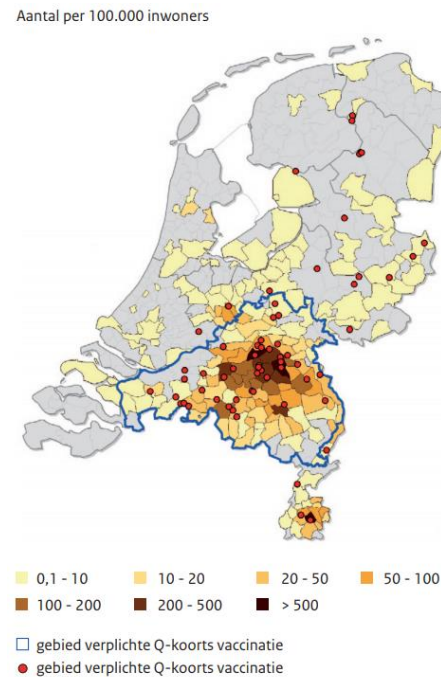 Aantal per 100.000 inwoners
0,1 - 10 10 - 20 20 - 50 50 - 100
100 - 200 200 - 500 > 500
gebied verplichte Q-koorts vaccinatie
gebied verplichte Q-koorts vaccinatie